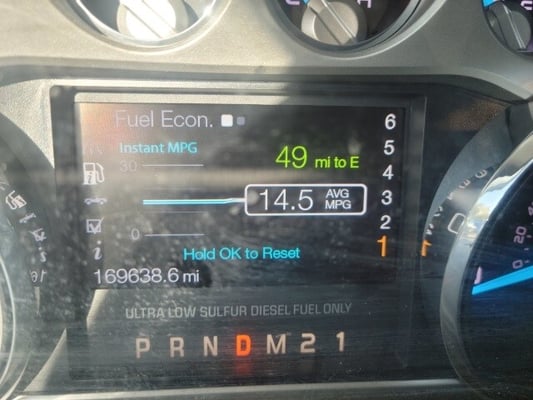 Fuel Econ.
Instant MPG
30
49 mi to E
14.5 AVG MPG
0
Hold OK to Reset
169638.6 mi
6
5
4
3
2
1
ULTRA LOW SULFUR DIESEL FUEL ONLY
P R N D M 2 1